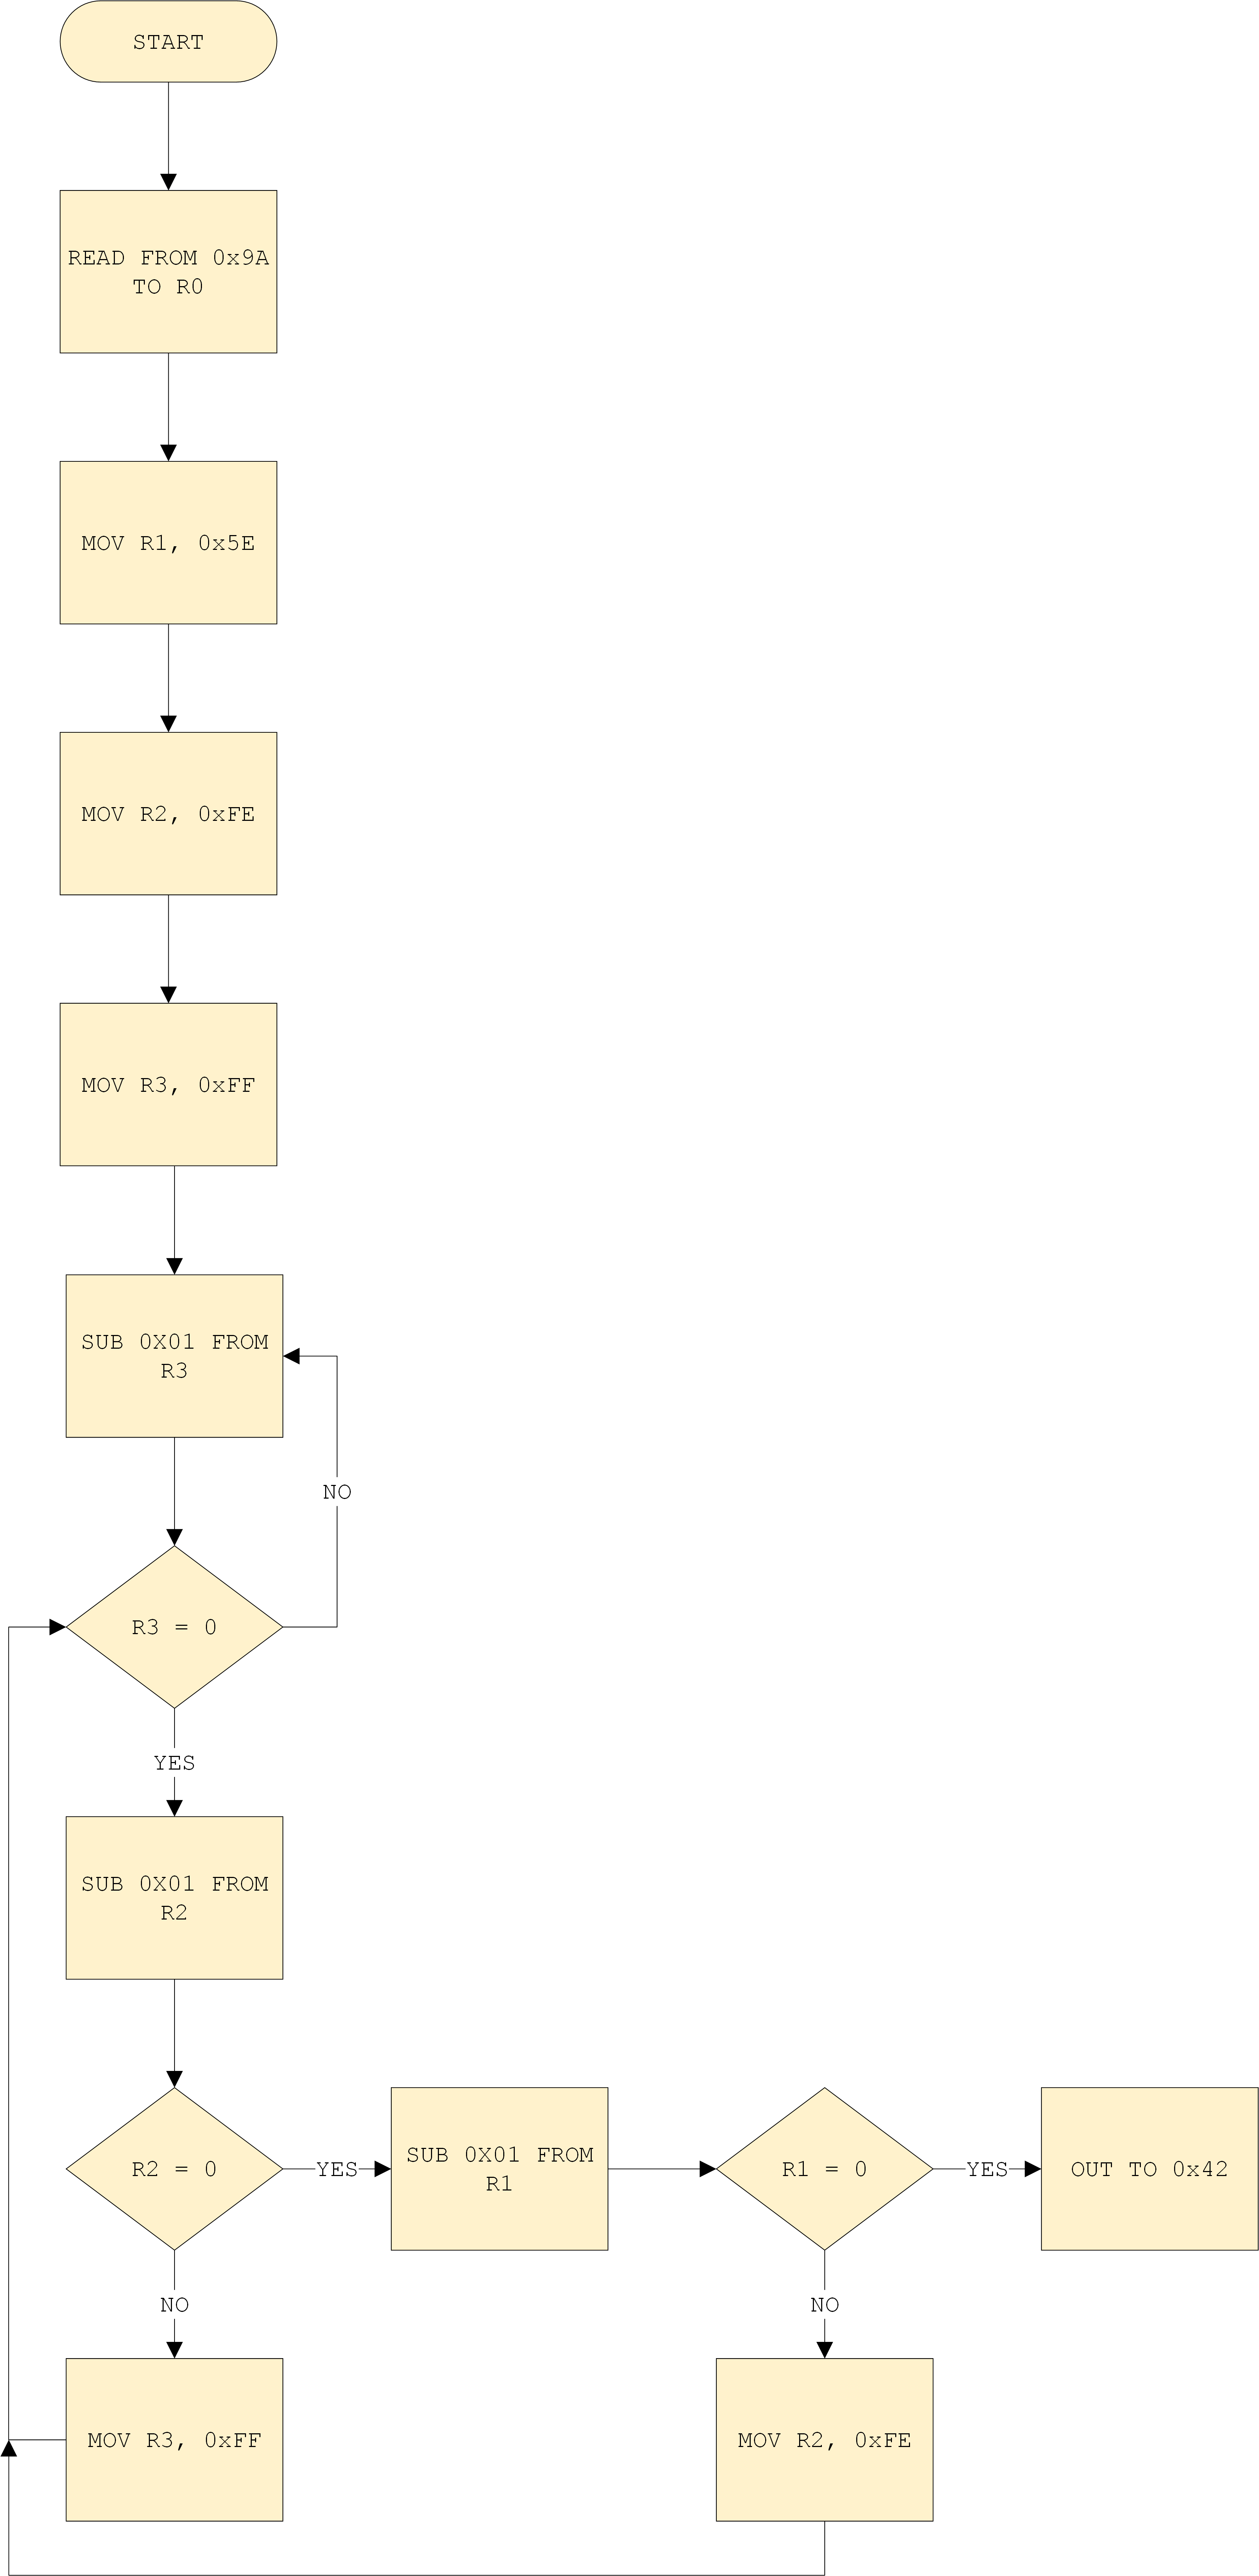 START
READ FROM 0x9A
TO R0
MOV R1, 0x5E
MOV R2, 0xFE
MOV R3, 0xFF
SUB 0X01 FROM
R3
NO
R3 = 0
YES
SUB 0X01 FROM
R2
R2 = 0
YES
SUB 0X01 FROM
R1
R1 = 0
YES
OUT TO 0x42
NO
NO
MOV R3, 0xFF
MOV R2, 0xFE